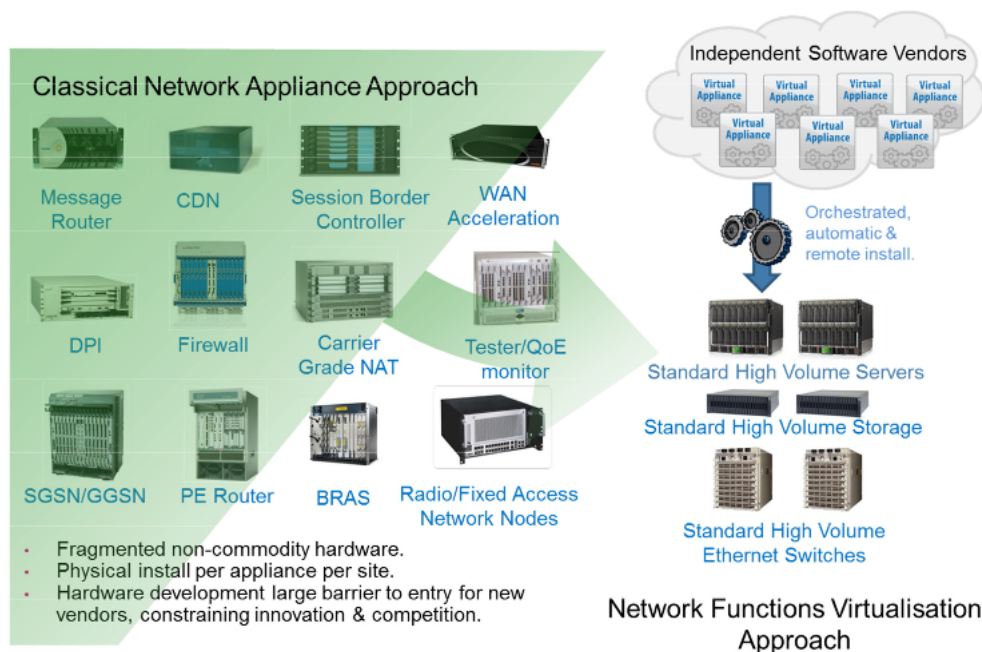 Classical Network Appliance Approach
Message
Router
CDN
Session Border
Controller
WAN
Acceleration
DPI
Firewall
Carrier
Grade NAT
Tester/QoE
monitor
SGSN/GGSN
PE Router
BRAS
Radio/Fixed Access
Network Nodes
• Fragmented non-commodity hardware.
• Physical install per appliance per site.
• Hardware development large barrier to entry for new
vendors, constraining innovation & competition.
Independent Software Vendors
Virtual
Appliance
Virtual
Appliance
Virtual
Appliance
Virtual
Appliance
Virtual
Appliance
Virtual
Appliance
Virtual
Appliance
Orchestrated,
automatic &
remote install.
Standard High Volume Servers
Standard High Volume Storage
Standard High Volume
Ethernet Switches
Network Functions Virtualisation
Approach